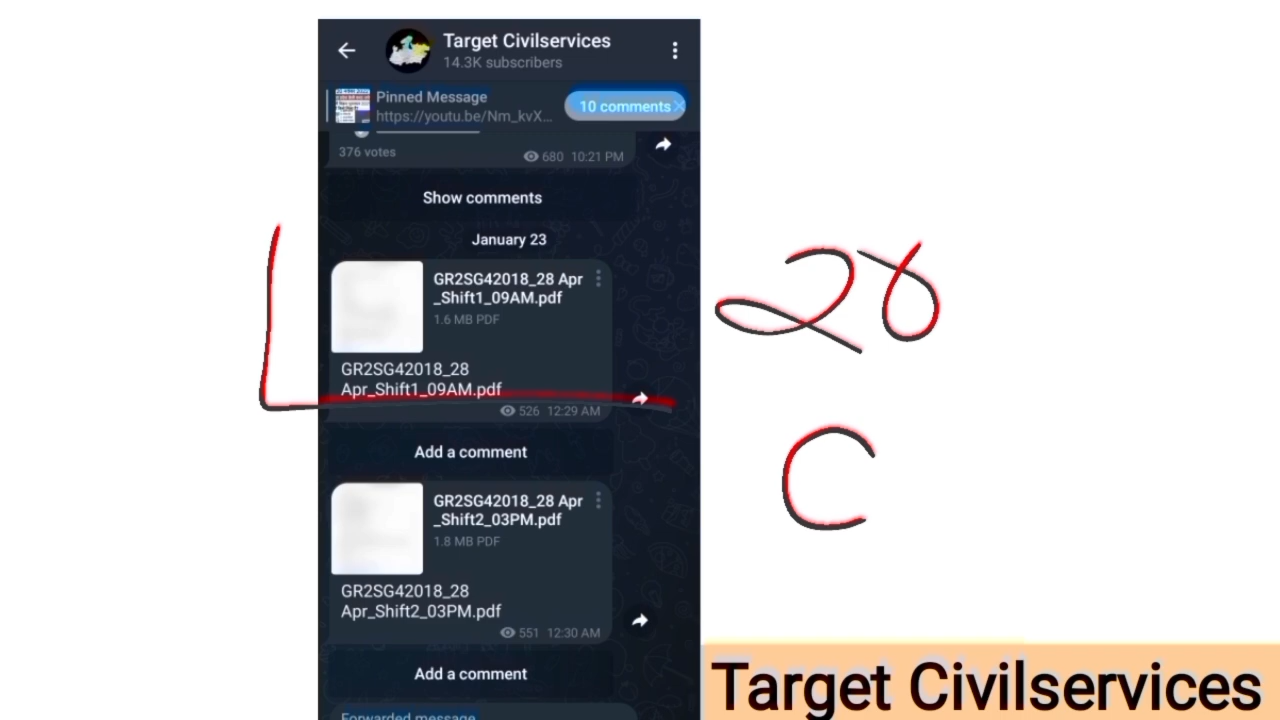 Target Civilservices
14.3K subscribers
Pinned Message
https://youtu.be/Nm_kvX...
10 comments
376 votes
680 10:21 PM
Show comments
January 23
GR2SG42018_28 Apr
_Shift1_09AM.pdf
1.6 MB PDF
GR2SG42018_28
Apr_Shift1_09AM.pdf
526 12:29 AM
Add a comment
GR2SG42018_28 Apr
_Shift2_03PM.pdf
1.8 MB PDF
GR2SG42018_28
Apr_Shift2_03PM.pdf
551 12:30 AM
Add a comment
Forwarded message
28
C
Target Civilservices